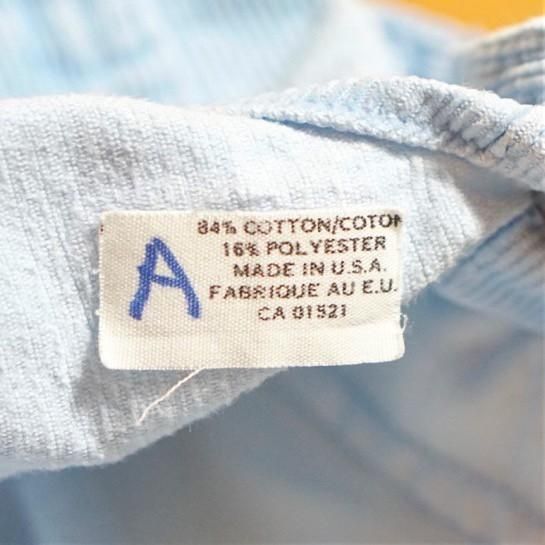 84% COTTON/COTON
16% POLYESTER
MADE IN U.S.A.
FABRIQUE AU E.U.
CA 01521
A